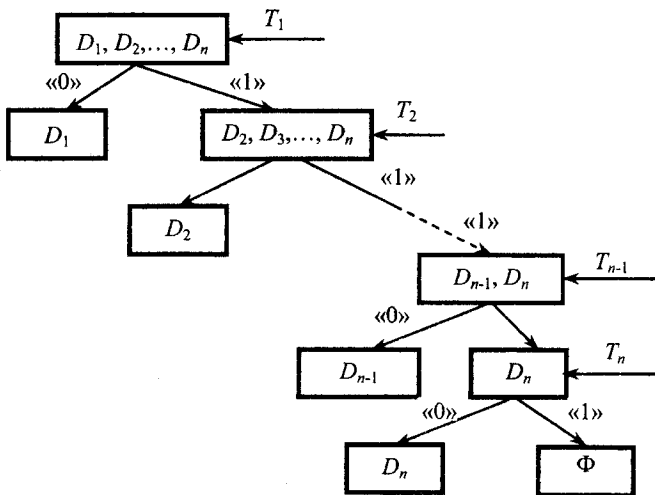 T₁
D₁, D₂,…, Dₙ
«0» «1»
T₂
D₁ D₂, D₃,…, Dₙ
«1»
D₂ «1»
Tₙ₋₁
Dₙ₋₁, Dₙ
«0»
Tₙ
Dₙ₋₁ Dₙ
«0» «1»
Dₙ Φ